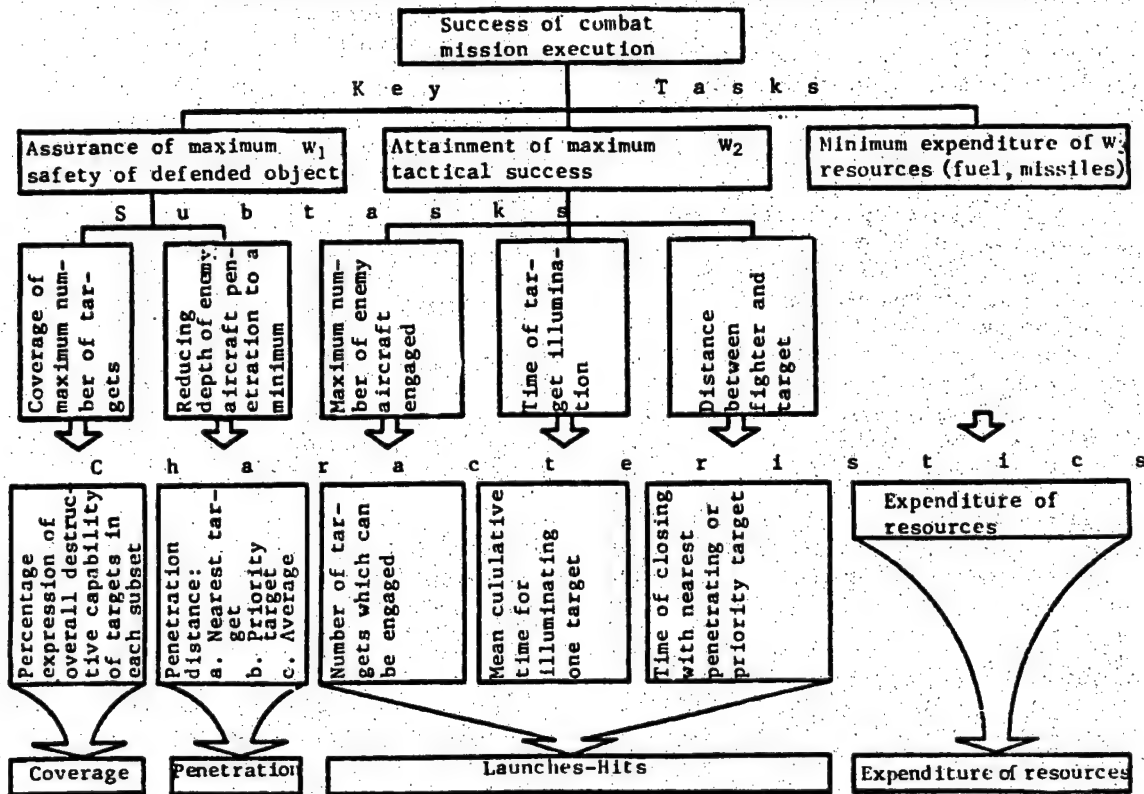 Success of combat
mission execution
Key Tasks
Assurance of maximum W1
safety of defended object
Attainment of maximum W2
tactical success
Minimum expenditure of W3
resources (fuel, missiles)
Subtasks
Coverage of
maximum num-
ber of tar-
gets
Reducing
depth of enemy
aircraft pen-
etration to a
minimum
Maximum num-
ber of enemy
aircraft
engaged
Time of tar-
get illumina-
tion
Distance
between
fighter and
target
Characteristics
Percentage
expression of
overall destruc-
tive capability
of targets in
each subset
Penetration
distance:
a. Nearest tar-
get
b. Priority
target
c. Average
Number of tar-
gets which can
be engaged
Mean cululative
time for
illuminating
one target
Time of closing
with nearest
penetrating or
priority target
Expenditure of
resources
Coverage
Penetration
Launches-Hits
Expenditure of resources